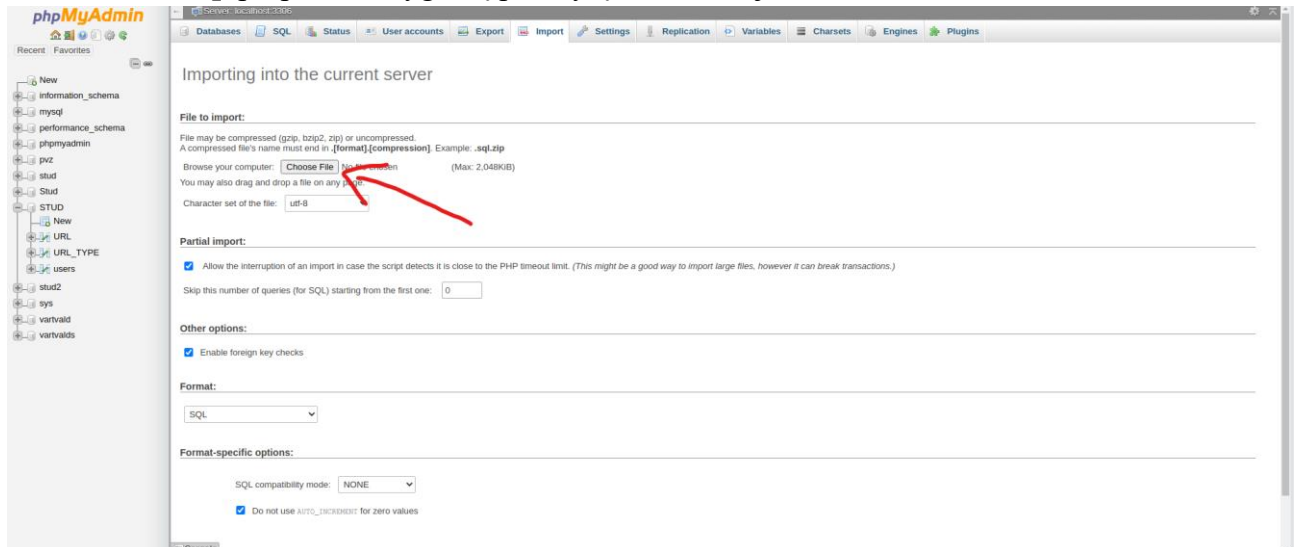 phpMyAdmin
Recent Favorites
New
information_schema
mysql
performance_schema
phpmyadmin
pvz
stud
Stud
STUD
New
URL
URL_TYPE
users
stud2
sys
vartvald
vartvalds
Server: localhost:3306
Databases SQL Status User accounts Export Import Settings Replication Variables Charsets Engines Plugins
Importing into the current server
File to import:
File may be compressed (gzip, bzip2, zip) or uncompressed.
A compressed file's name must end in .[format].[compression]. Example: .sql.zip
Browse your computer: Choose File No file chosen (Max: 2,048KiB)
You may also drag and drop a file on any page.
Character set of the file: utf-8
Partial import:
Allow the interruption of an import in case the script detects it is close to the PHP timeout limit. (This might be a good way to import large files, however it can break transactions.)
Skip this number of queries (for SQL) starting from the first one: 0
Other options:
Enable foreign key checks
Format:
SQL
Format-specific options:
SQL compatibility mode: NONE
Do not use AUTO_INCREMENT for zero values